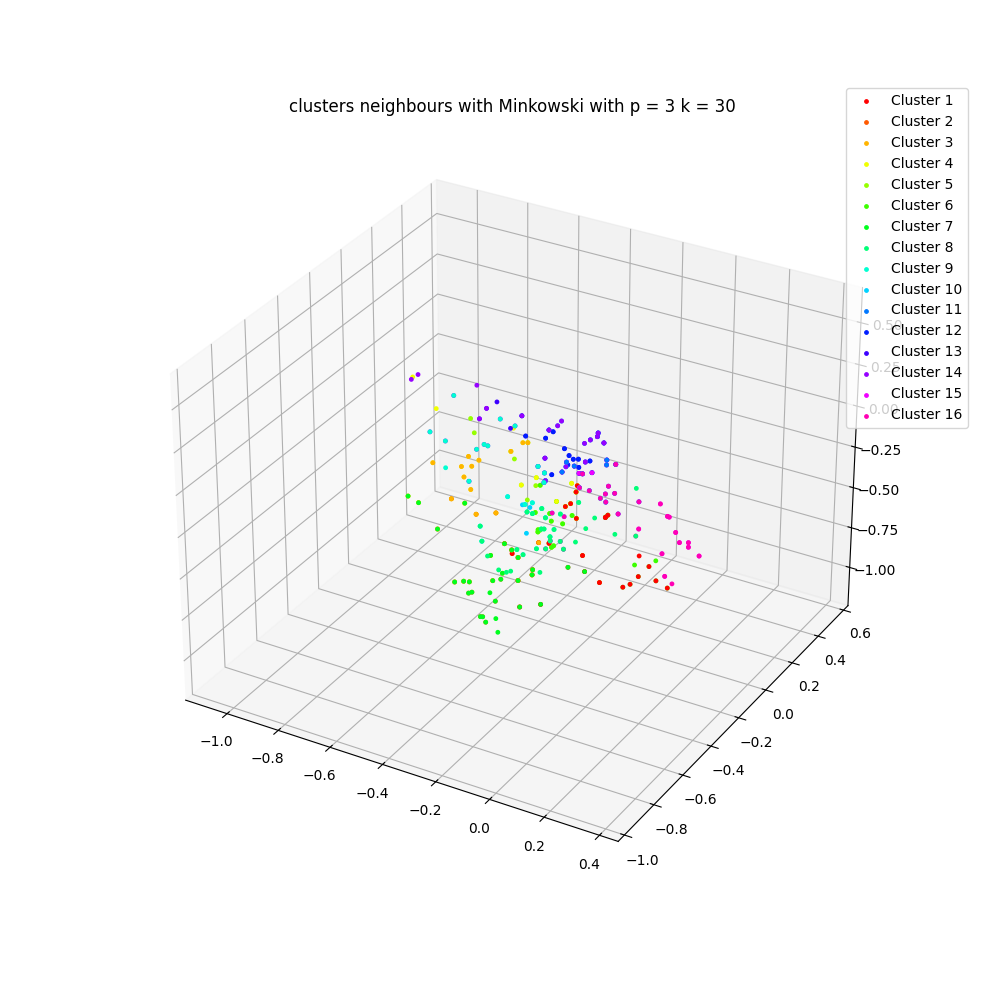 clusters neighbours with Minkowski with p = 3 k = 30
Cluster 1
Cluster 2
Cluster 3
Cluster 4
Cluster 5
Cluster 6
Cluster 7
Cluster 8
Cluster 9
Cluster 10
Cluster 11
Cluster 12
Cluster 13
Cluster 14
Cluster 15
Cluster 16
0.50
0.25
0.00
−0.25
−0.50
−0.75
−1.00
0.6
0.4
0.2
0.0
−0.2
−0.4
−0.6
−0.8
−1.0
−1.0
−0.8
−0.6
−0.4
−0.2
0.0
0.2
0.4